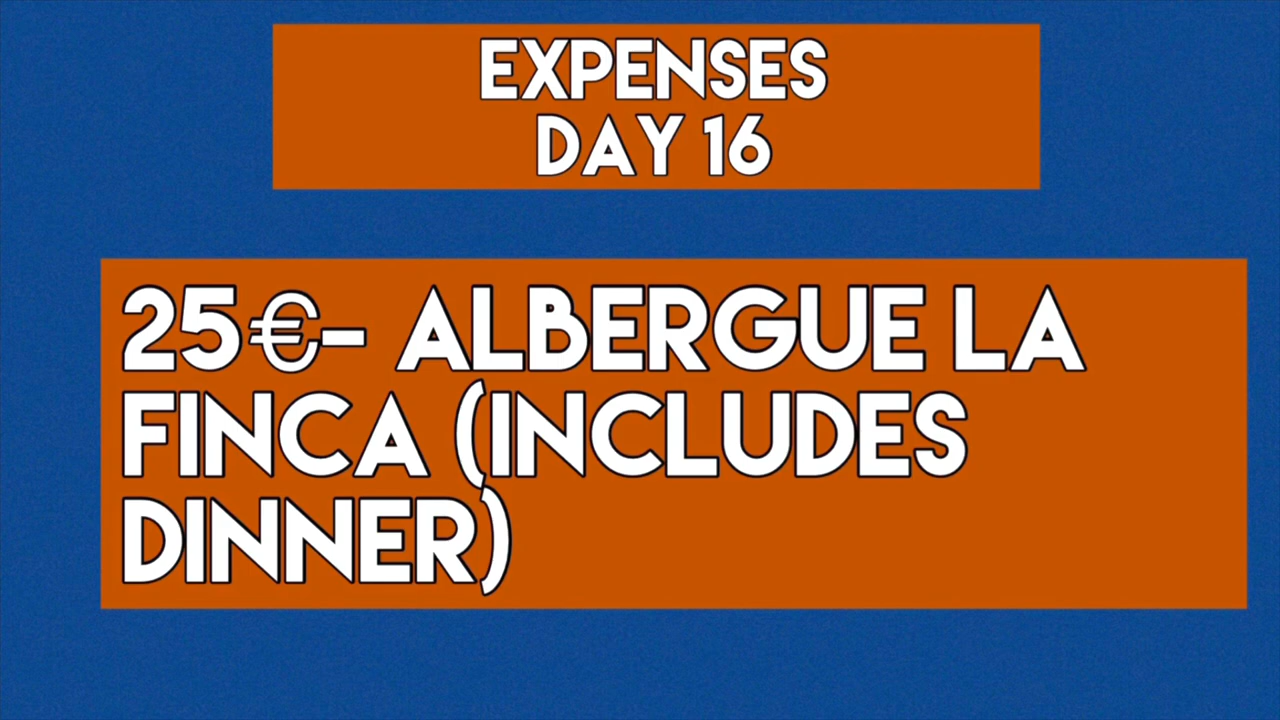 EXPENSES
DAY 16
25€- ALBERGUE LA
FINCA (INCLUDES
DINNER)